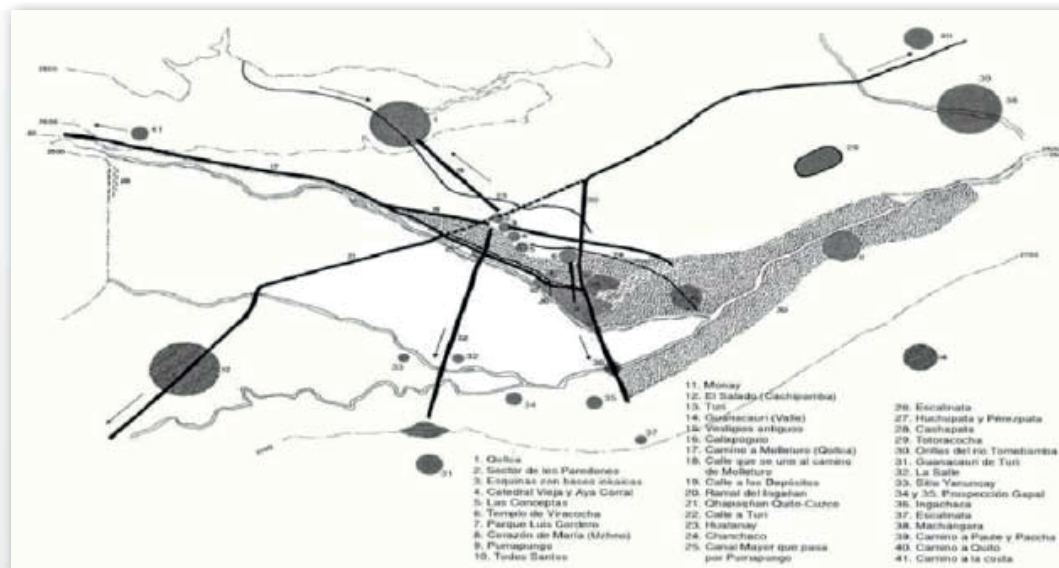 1. Qollca
2. Sector de los Paredones
3. Esquinas con bases inkaicas
4. Catedral Vieja y Aya Corral
5. Las Conceptas
6. Templo de Viracocha
7. Parque Luis Cordero
8. Corazón de María (Uzhno)
9. Pumapungo
10. Todos Santos
11. Monay
12. El Salado (Cachipamba)
13. Turi
14. Guanacauri (Valle)
15. Vestigios antiguos
16. Calixpogyio
17. Camino a Molleturo (Qollca)
18. Calle que se une al camino
de Molleturo
19. Calle a los Depósitos
20. Ramal del Ingañan
21. Qhapaqñan Quito-Cuzco
22. Calle a Turi
23. Huatanay
24. Chanchaco
25. Canal Mayor que pasa
por Pumapungo
26. Escalinata
27. Huchupata y Pérezpata
28. Cashapata
29. Totoracocha
30. Orillas del río Tomebamba
31. Guanacauri de Turi
32. La Salle
33. Sitio Yanuncay
34 y 35. Prospección Gapal
36. Ingachaca
37. Escalinata
38. Machángara
39. Camino a Paute y Paccha
40. Camino a Quito
41. Camino a la costa